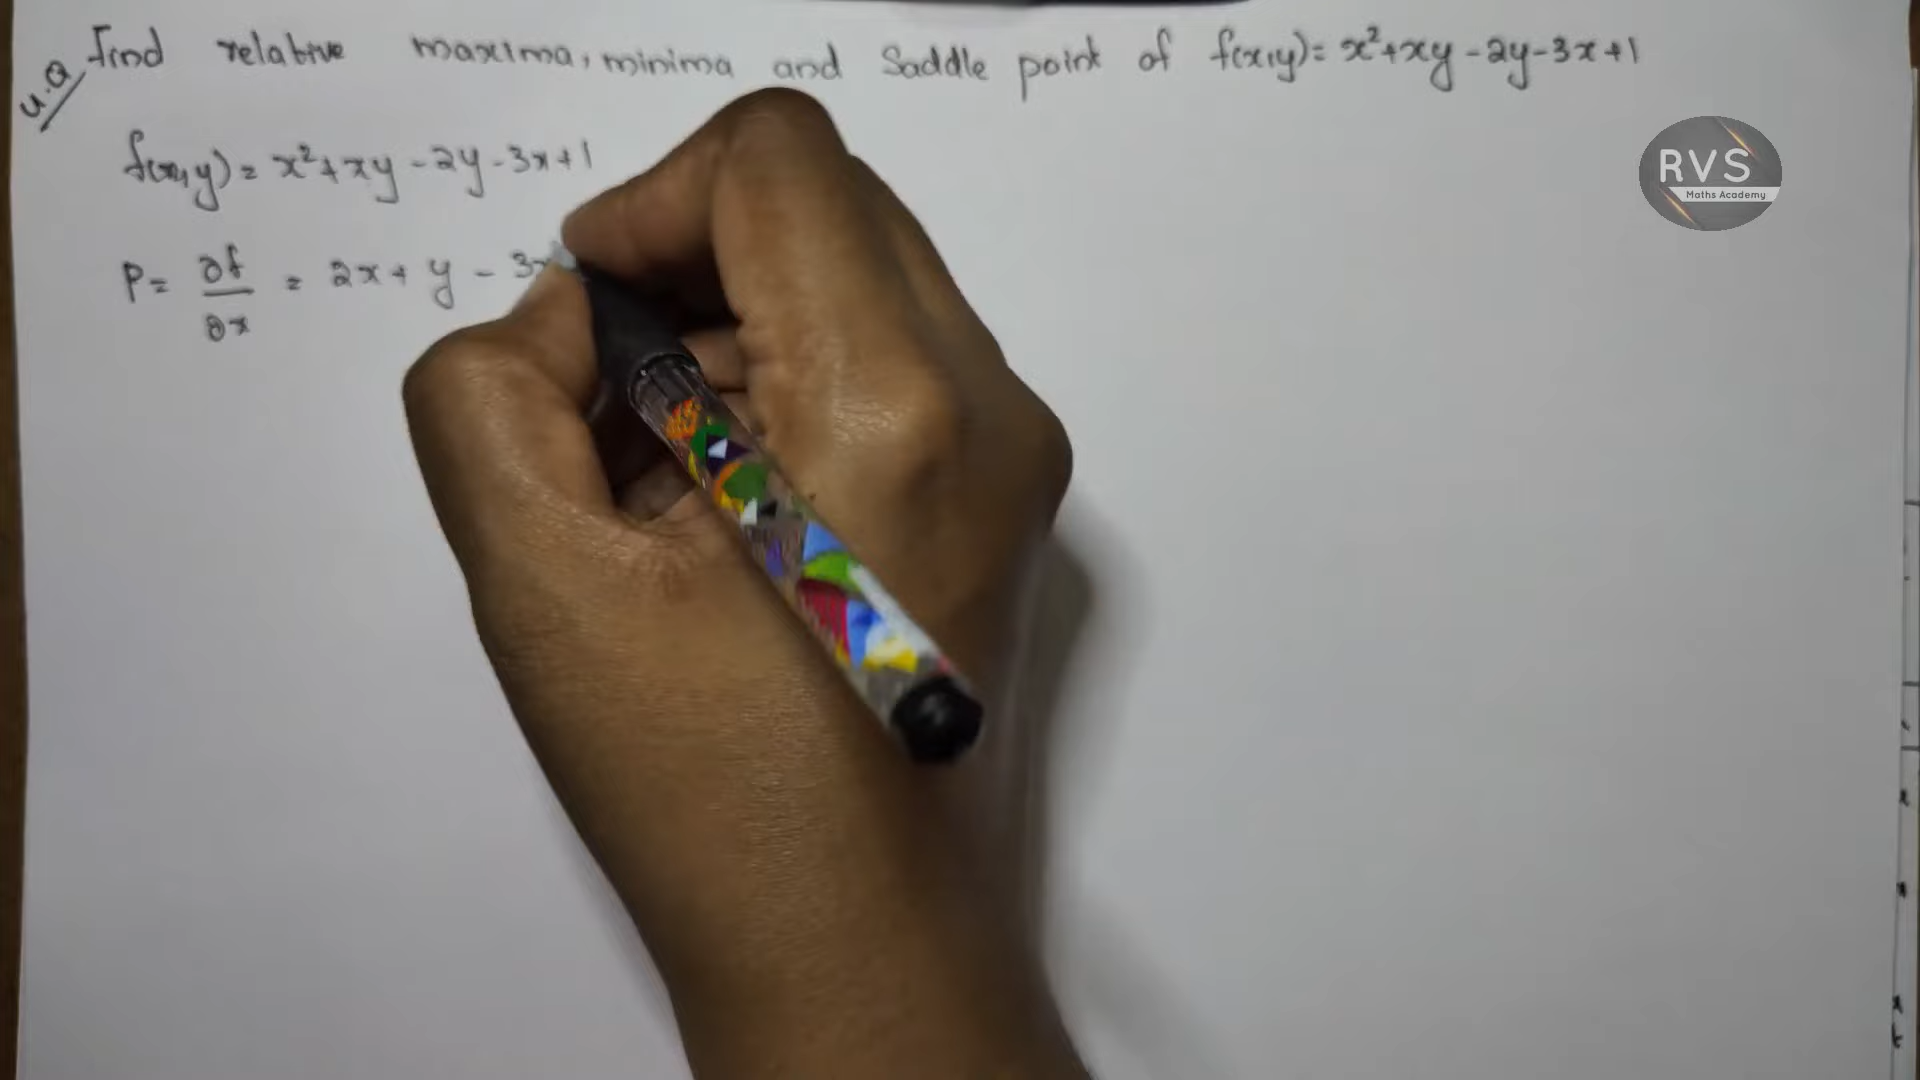 U.Q Find relative maxima, minima and Saddle point of f(x,y) = x²+xy-2y-3x+1
f(x,y) = x²+xy-2y-3x+1
P = ∂f/∂x = 2x+y-3
RVS
Maths Academy